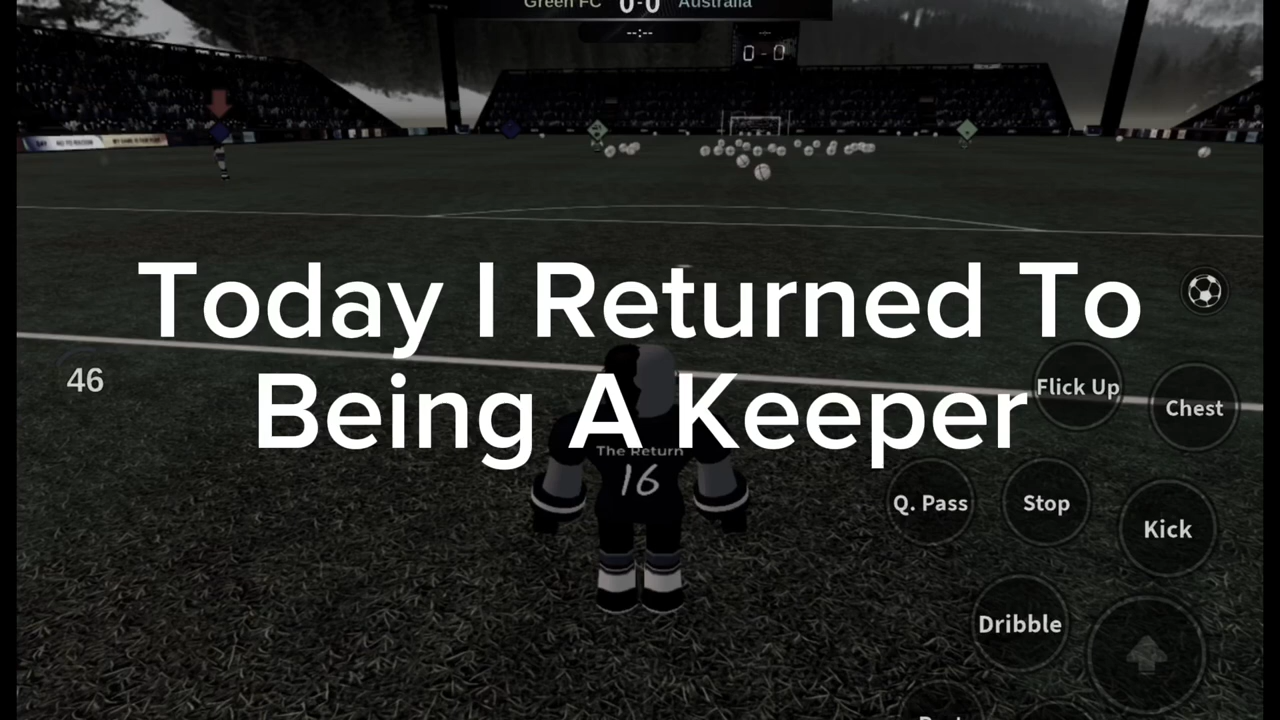 Green FC 0-0 Australia
--:--
0 - 0
Today I Returned To
Being A Keeper
46
Flick Up
Chest
The Return
16
Q. Pass
Stop
Kick
Dribble